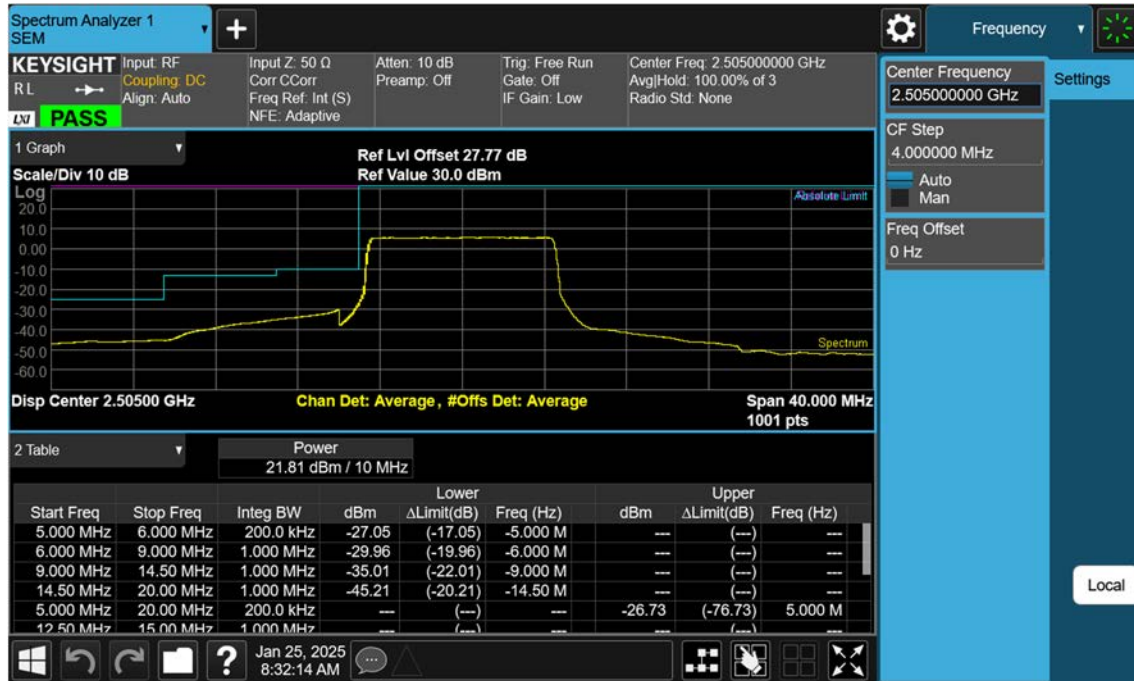 Spectrum Analyzer 1
SEM
Frequency
KEYSIGHT
RL
LXI PASS
Input: RF
Coupling: DC
Align: Auto
Input Z: 50 Ω
Corr CCorr
Freq Ref: Int (S)
NFE: Adaptive
Atten: 10 dB
Preamp: Off
Trig: Free Run
Gate: Off
IF Gain: Low
Center Freq: 2.505000000 GHz
Avg|Hold: 100.00% of 3
Radio Std: None
Center Frequency
2.505000000 GHz
Settings
CF Step
4.000000 MHz
Auto
Man
Freq Offset
0 Hz
1 Graph
Scale/Div 10 dB
Ref Lvl Offset 27.77 dB
Ref Value 30.0 dBm
Log
Absolute Limit
20.0
10.0
0.00
-10.0
-20.0
-30.0
-40.0
-50.0
-60.0
Spectrum
Disp Center 2.50500 GHz
Chan Det: Average, #Offs Det: Average
Span 40.000 MHz
1001 pts
2 Table
Power
21.81 dBm / 10 MHz
Lower Upper
Start Freq Stop Freq Integ BW dBm ΔLimit(dB) Freq (Hz) dBm ΔLimit(dB) Freq (Hz)
5.000 MHz 6.000 MHz 200.0 kHz -27.05 (-17.05) -5.000 M --- (---) ---
6.000 MHz 9.000 MHz 1.000 MHz -29.96 (-19.96) -6.000 M --- (---) ---
9.000 MHz 14.50 MHz 1.000 MHz -35.01 (-22.01) -9.000 M --- (---) ---
14.50 MHz 20.00 MHz 1.000 MHz -45.21 (-20.21) -14.50 M --- (---) ---
5.000 MHz 20.00 MHz 200.0 kHz --- (---) --- -26.73 (-76.73) 5.000 M
12.50 MHz 15.00 MHz 1.000 MHz --- (---) --- --- (---) ---
Local
Jan 25, 2025
8:32:14 AM